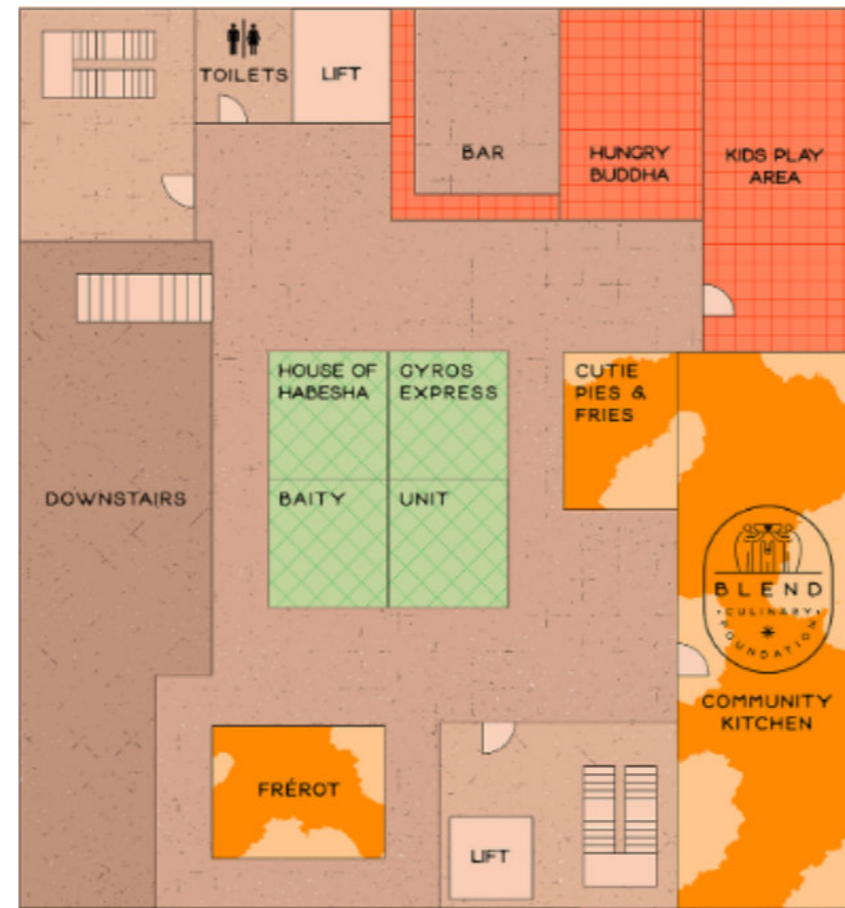 TOILETS
LIFT
BAR
HUNGRY
BUDDHA
KIDS PLAY
AREA
HOUSE OF
HABESHA
GYROS
EXPRESS
CUTIE
PIES &
FRIES
DOWNSTAIRS
BAITY
UNIT
BLEND
CULINARY
FOUNDATION
COMMUNITY
KITCHEN
FRÉROT
LIFT